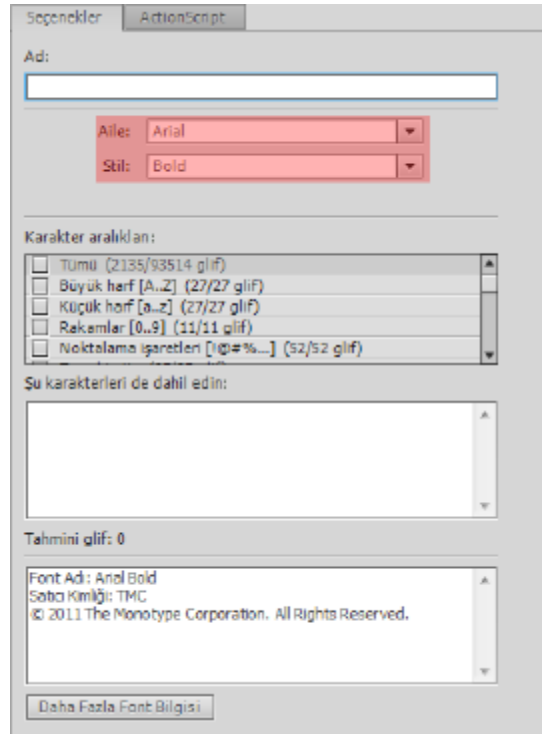 Seçenekler
ActionScript
Ad:
Aile: Arial
Stil: Bold
Karakter aralıkları:
Tümü (2135/93514 glif)
Büyük harf [A..Z] (27/27 glif)
Küçük harf [a..z] (27/27 glif)
Rakamlar [0..9] (11/11 glif)
Noktalama işaretleri [!@#%...] (52/52 glif)
Şu karakterleri de dahil edin:
Tahmini glif: 0
Font Adı: Arial Bold
Satıcı Kimliği: TMC
© 2011 The Monotype Corporation. All Rights Reserved.
Daha Fazla Font Bilgisi